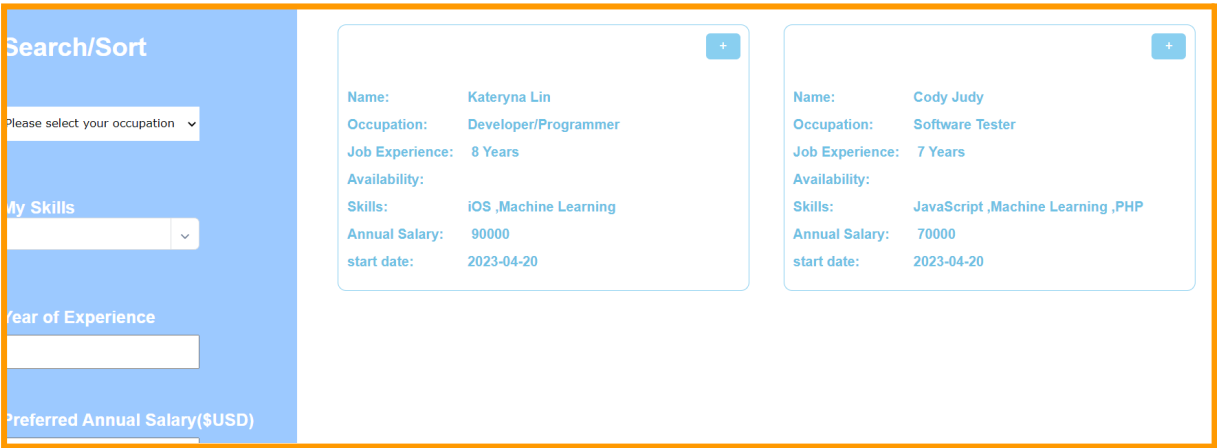 Search/Sort
Please select your occupation
My Skills
Year of Experience
Preferred Annual Salary($USD)
+
Name: Kateryna Lin
Occupation: Developer/Programmer
Job Experience: 8 Years
Availability:
Skills: iOS ,Machine Learning
Annual Salary: 90000
start date: 2023-04-20
+
Name: Cody Judy
Occupation: Software Tester
Job Experience: 7 Years
Availability:
Skills: JavaScript ,Machine Learning ,PHP
Annual Salary: 70000
start date: 2023-04-20